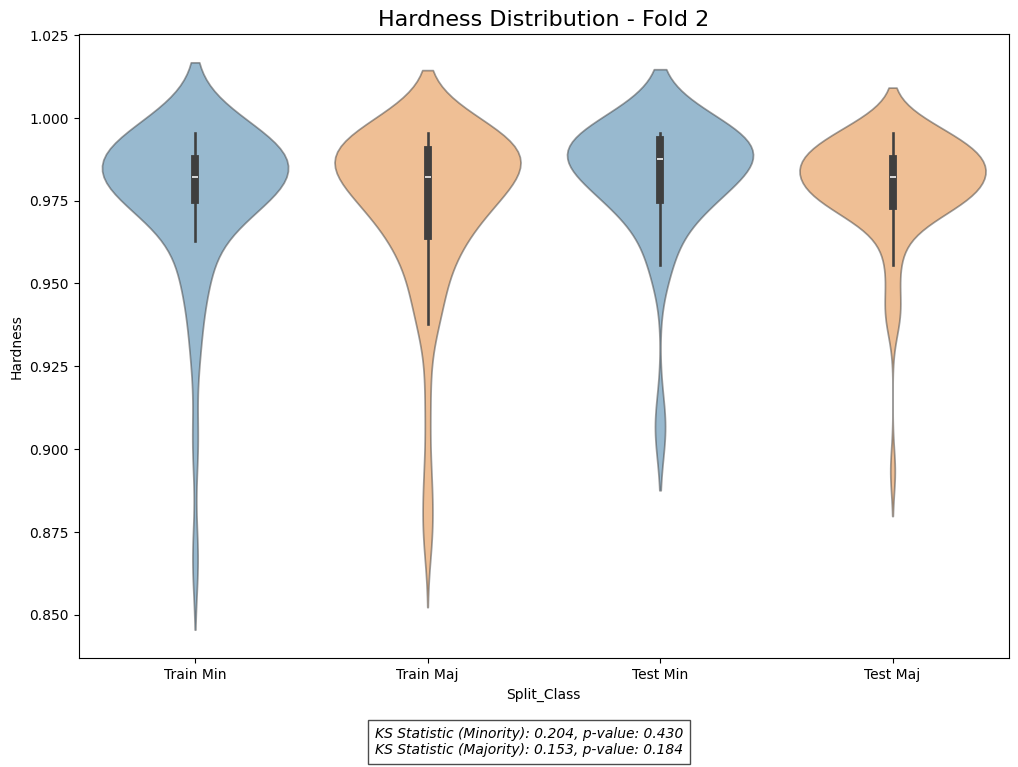 Hardness Distribution - Fold 2
1.025
1.000
0.975
0.950
0.925
0.900
0.875
0.850
Hardness
Train Min
Train Maj
Test Min
Test Maj
Split_Class
KS Statistic (Minority): 0.204, p-value: 0.430
KS Statistic (Majority): 0.153, p-value: 0.184